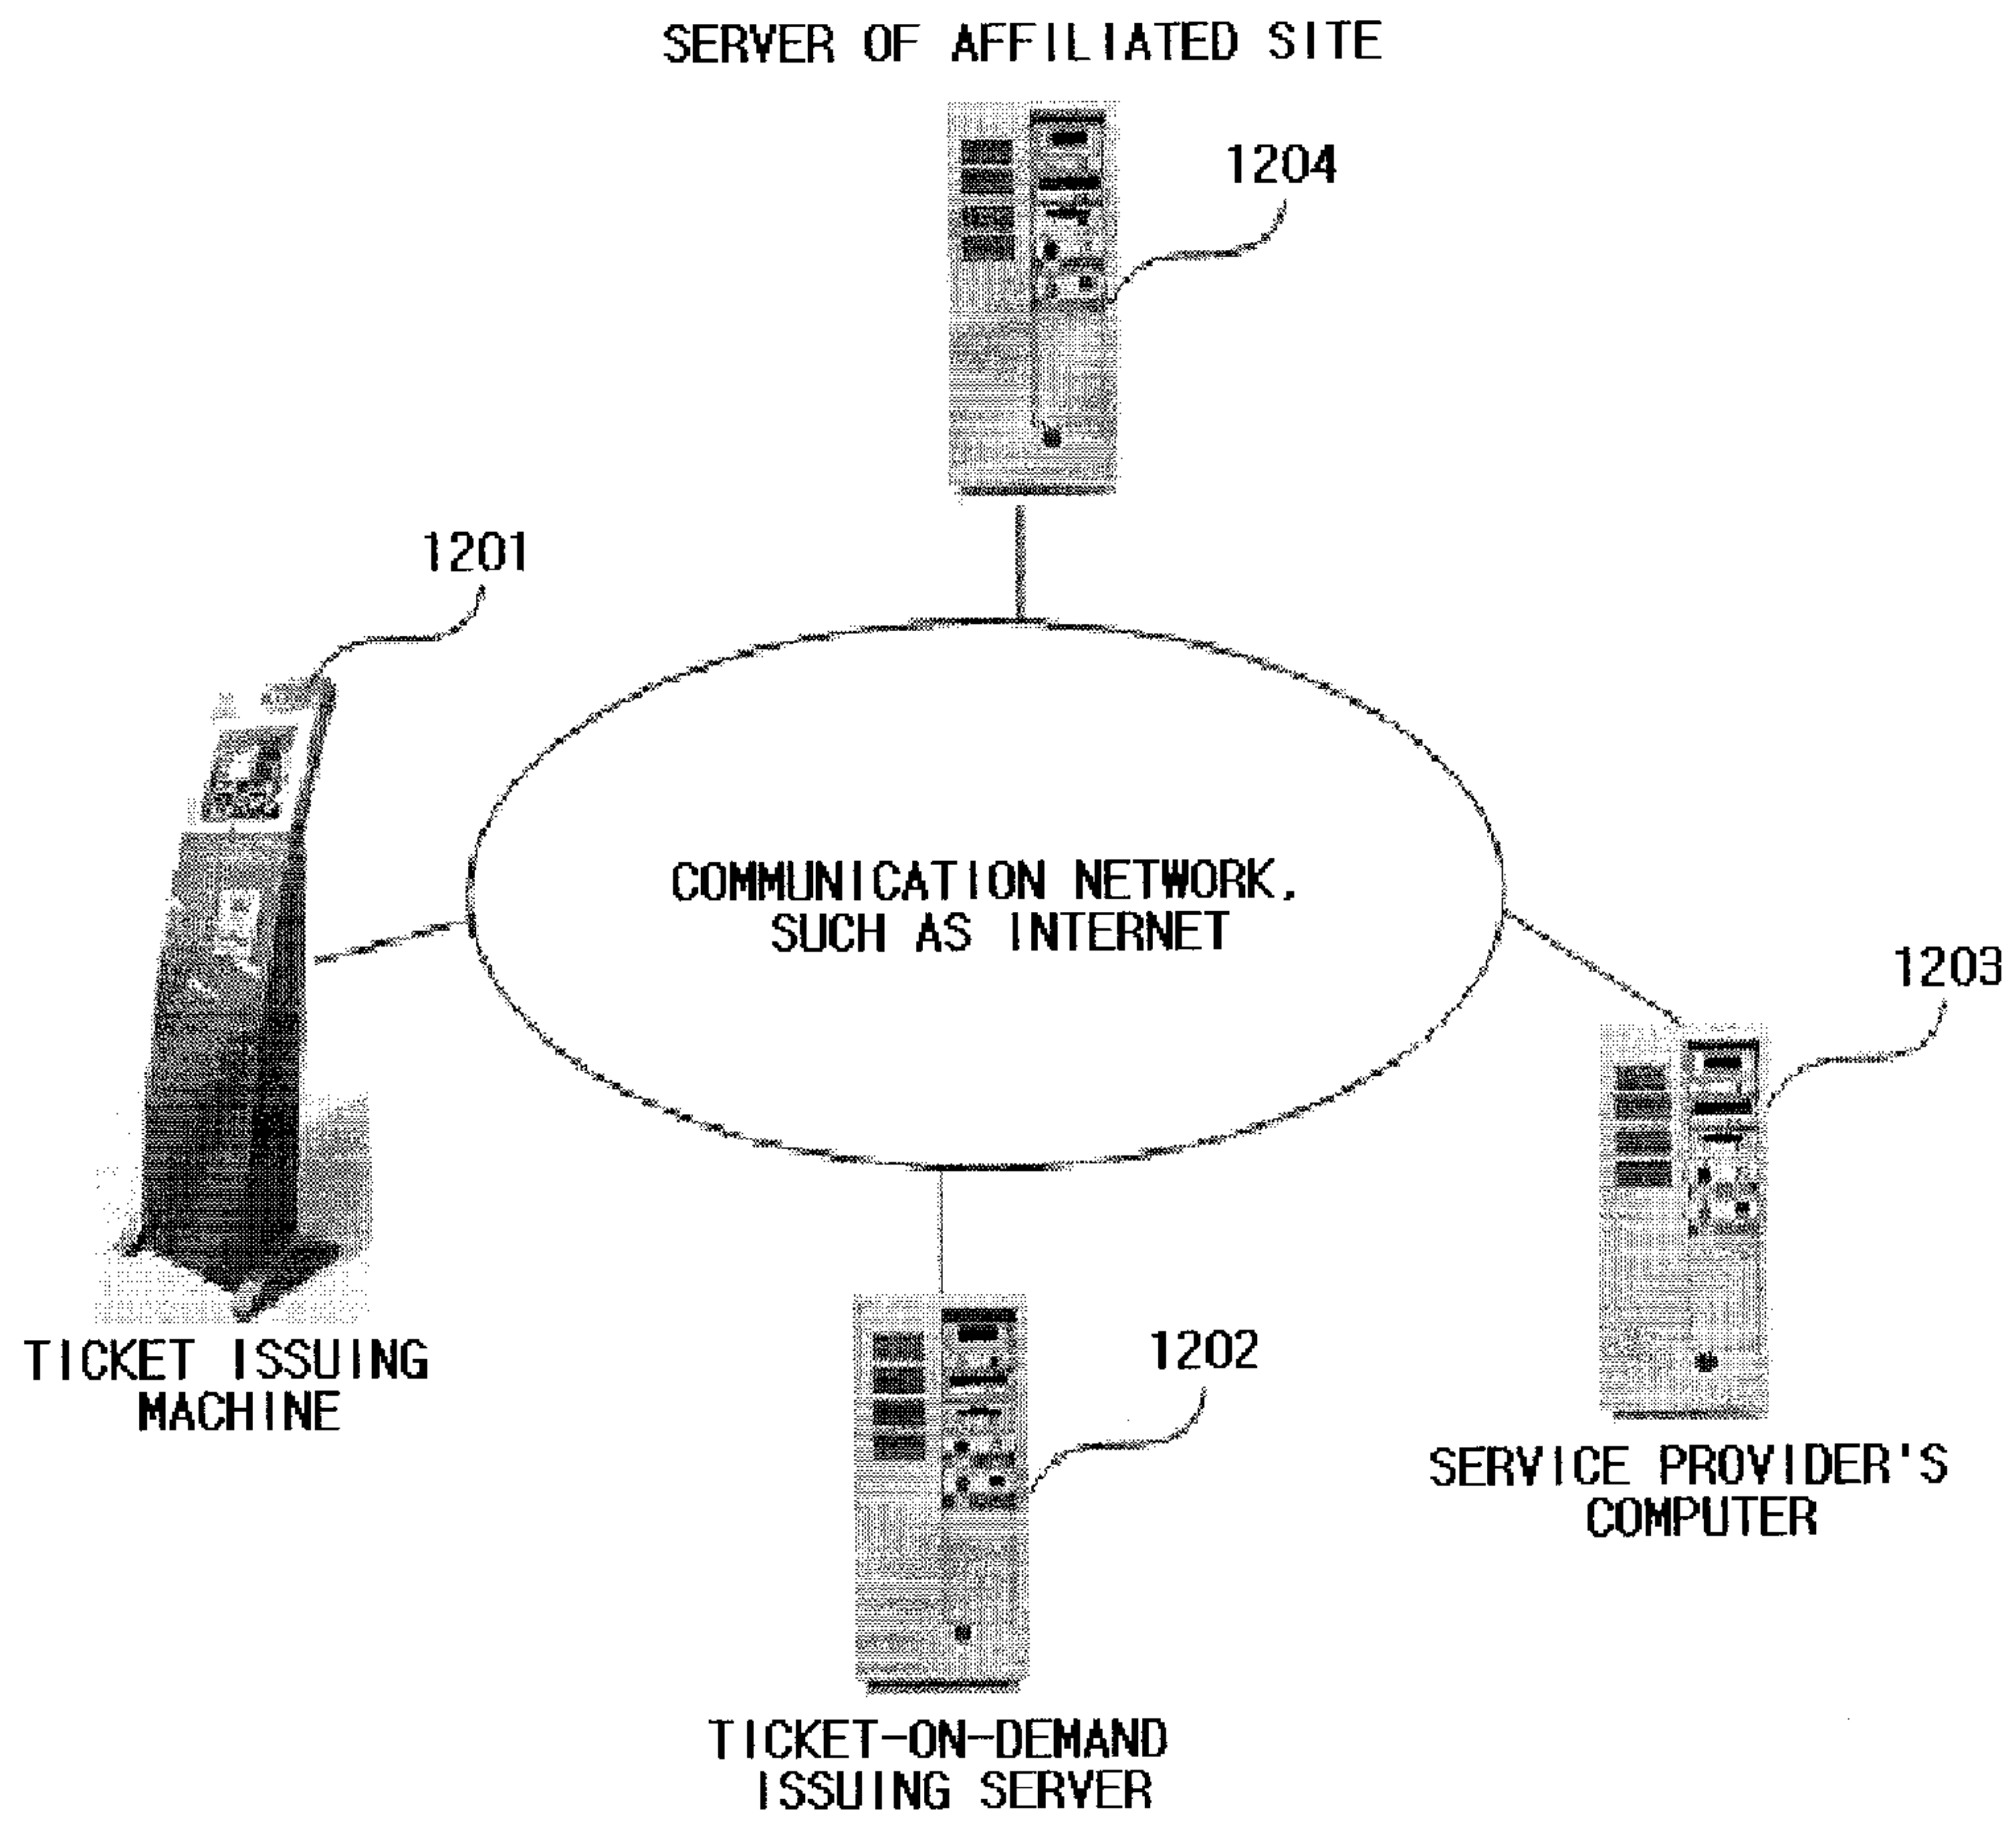 SERVER OF AFFILIATED SITE
1204
1201
COMMUNICATION NETWORK,
SUCH AS INTERNET
1203
TICKET ISSUING
MACHINE
1202
SERVICE PROVIDER'S
COMPUTER
TICKET-ON-DEMAND
ISSUING SERVER